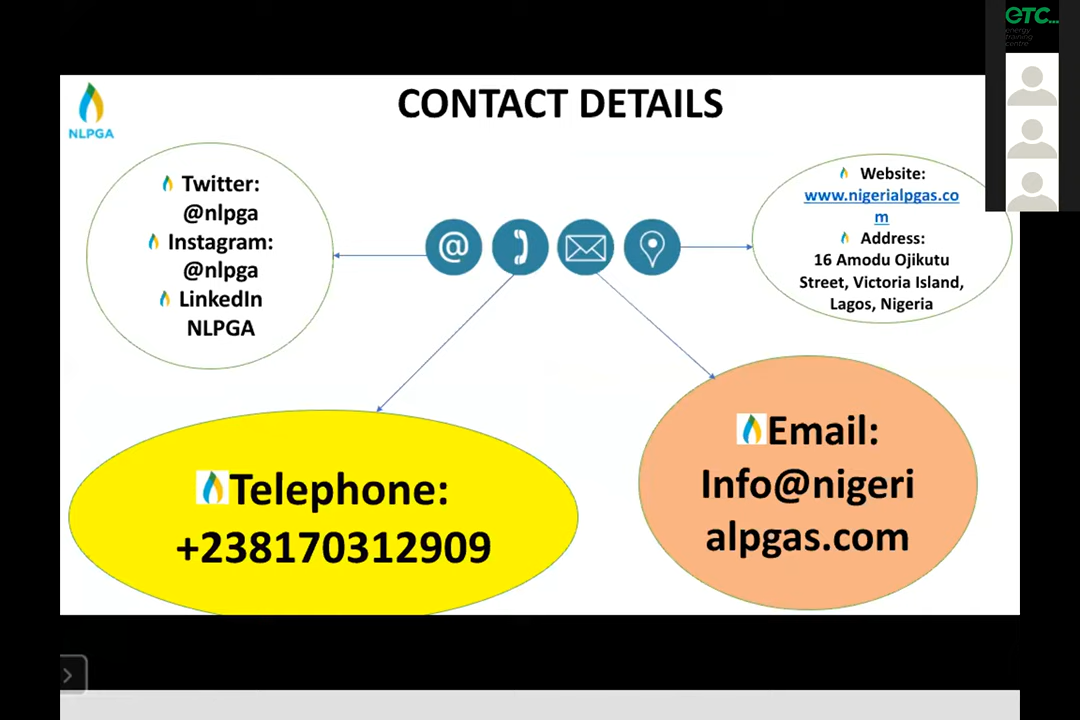 etc...
energy
training
centre
NLPGA
CONTACT DETAILS
Twitter:
@nlpga
Instagram:
@nlpga
LinkedIn
NLPGA
@
Website:
www.nigerialpgas.co
m
Address:
16 Amodu Ojikutu
Street, Victoria Island,
Lagos, Nigeria
Telephone:
+238170312909
Email:
Info@nigeri
alpgas.com